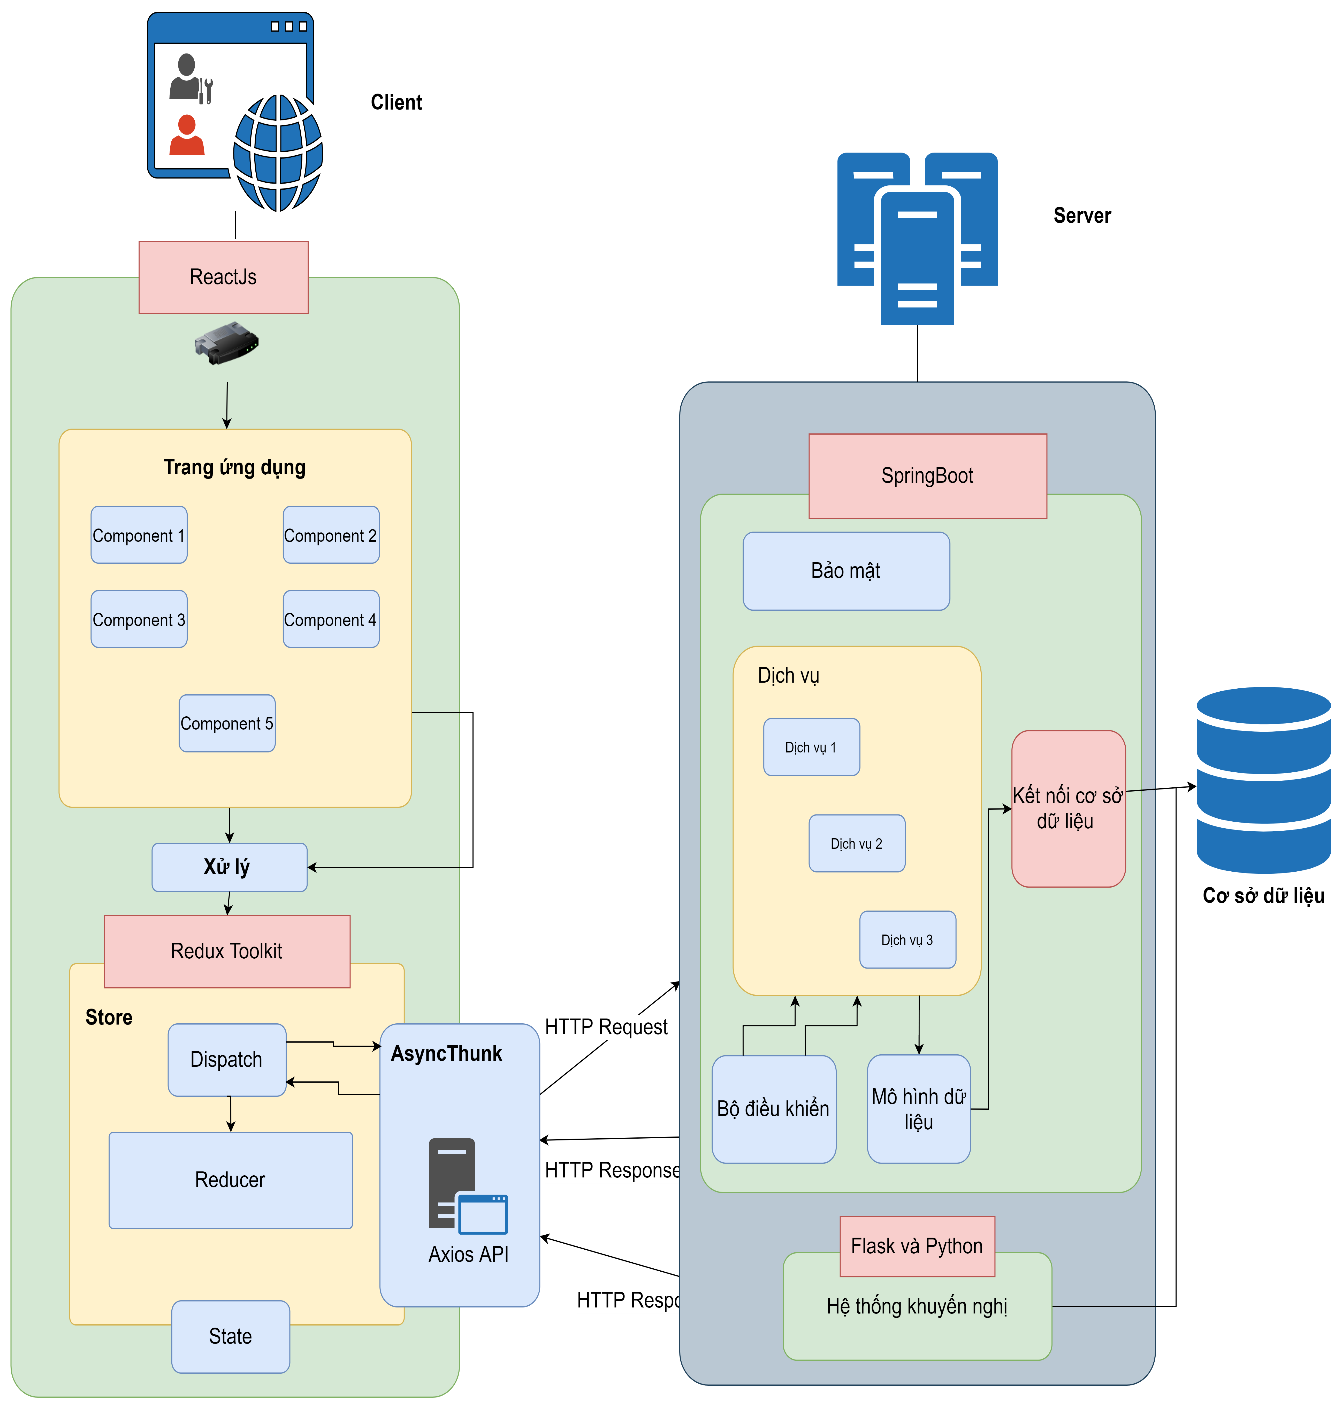 Client
Server
ReactJs
Trang ứng dụng
Component 1
Component 2
Component 3
Component 4
Component 5
Xử lý
Redux Toolkit
Store
Dispatch
Reducer
State
AsyncThunk
Axios API
HTTP Request
HTTP Response
HTTP Respo
SpringBoot
Bảo mật
Dịch vụ
Dịch vụ 1
Dịch vụ 2
Dịch vụ 3
Kết nối cơ sở
dữ liệu
Bộ điều khiển
Mô hình dữ
liệu
Cơ sở dữ liệu
Flask và Python
Hệ thống khuyến nghị